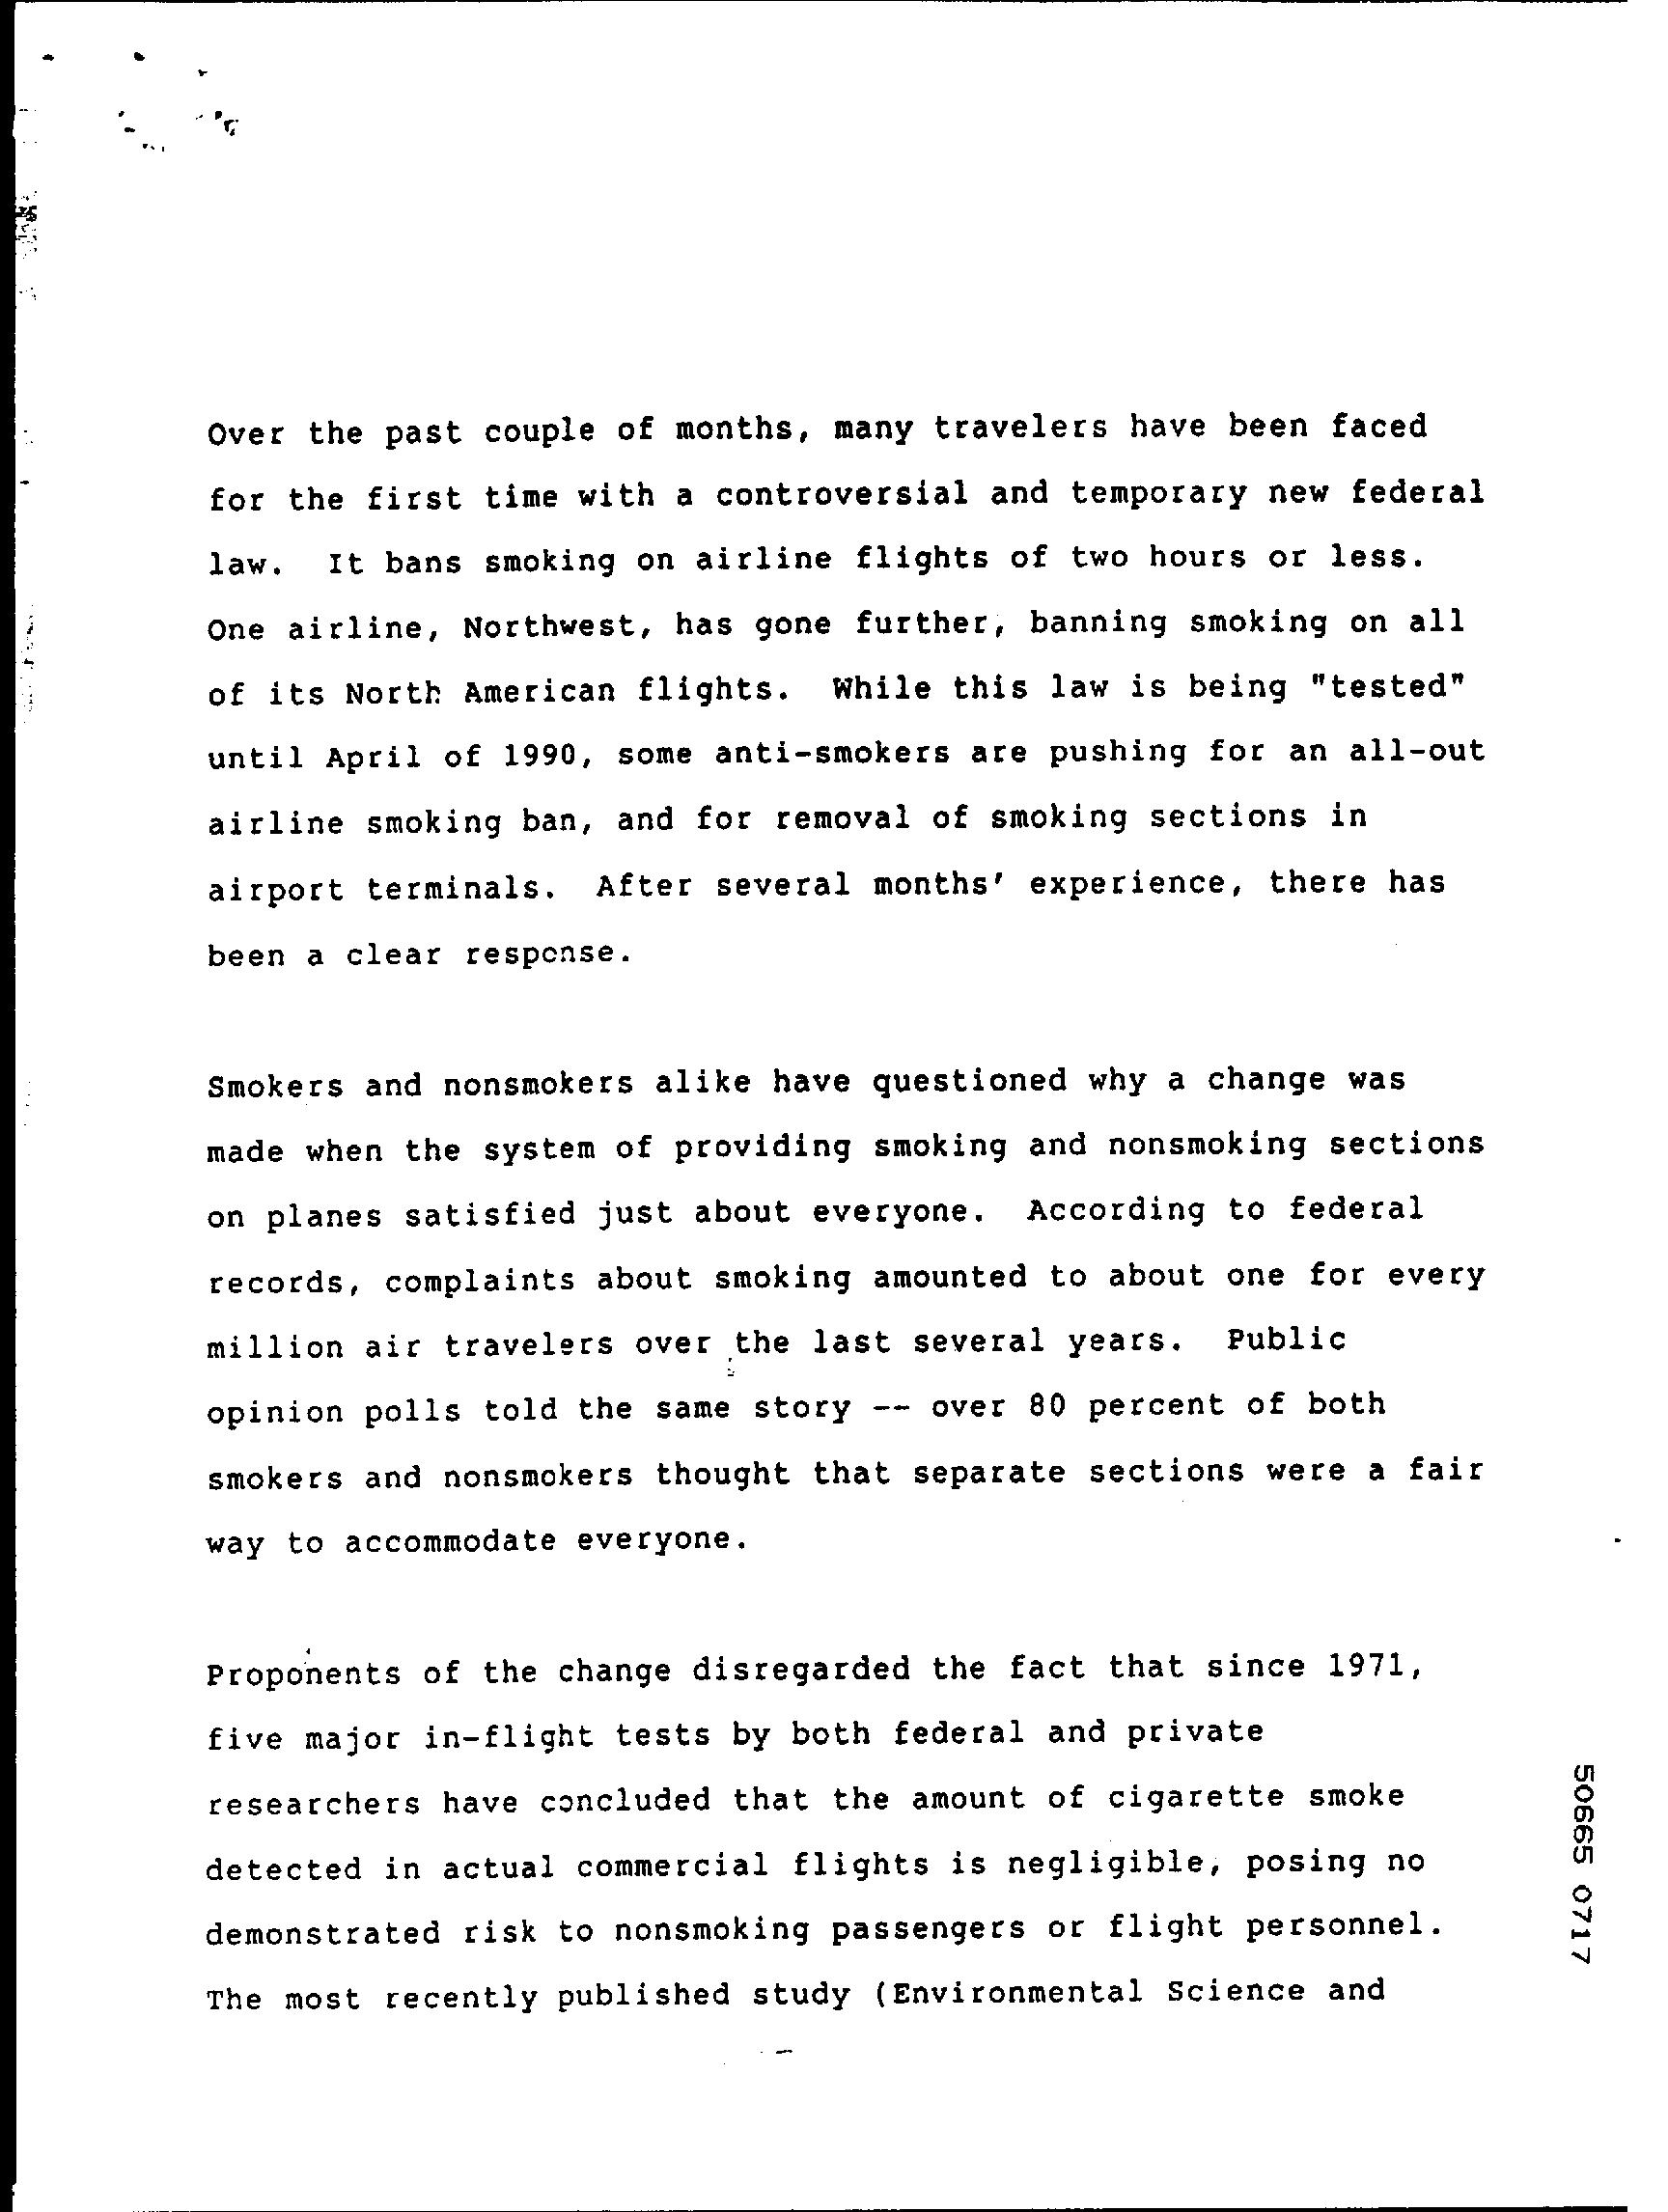 Over the past couple of months, many travelers have been faced
for the first time with a controversial and temporary new federal
law. It bans smoking on airline flights of two hours or less.
One airline, Northwest, has gone further, banning smoking on all
of its North American flights. While this law is being "tested"
until April of 1990, some anti-smokers are pushing for an all-out
airline smoking ban, and for removal of smoking sections in
airport terminals. After several months' experience, there has
been a clear response.
Smokers and nonsmokers alike have questioned why a change was
made when the system of providing smoking and nonsmoking sections
on planes satisfied just about everyone. According to federal
records, complaints about smoking amounted to about one for every
million air travelers over the last several years. Public
opinion polls told the same story -- over 80 percent of both
smokers and nonsmokers thought that separate sections were a fair
way to accommodate everyone.
Proponents of the change disregarded the fact that since 1971,
five major in-flight tests by both federal and private
researchers have concluded that the amount of cigarette smoke
detected in actual commercial flights is negligible, posing no
demonstrated risk to nonsmoking passengers or flight personnel.
The most recently published study (Environmental Science and
50665 0717